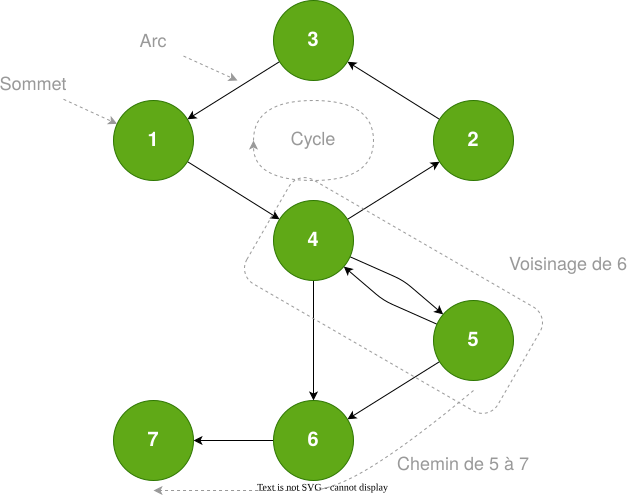 3
Arc
Sommet
1
Cycle
2
4
Voisinage de 6
5
7
6
Chemin de 5 à 7
Text is not SVG - cannot display